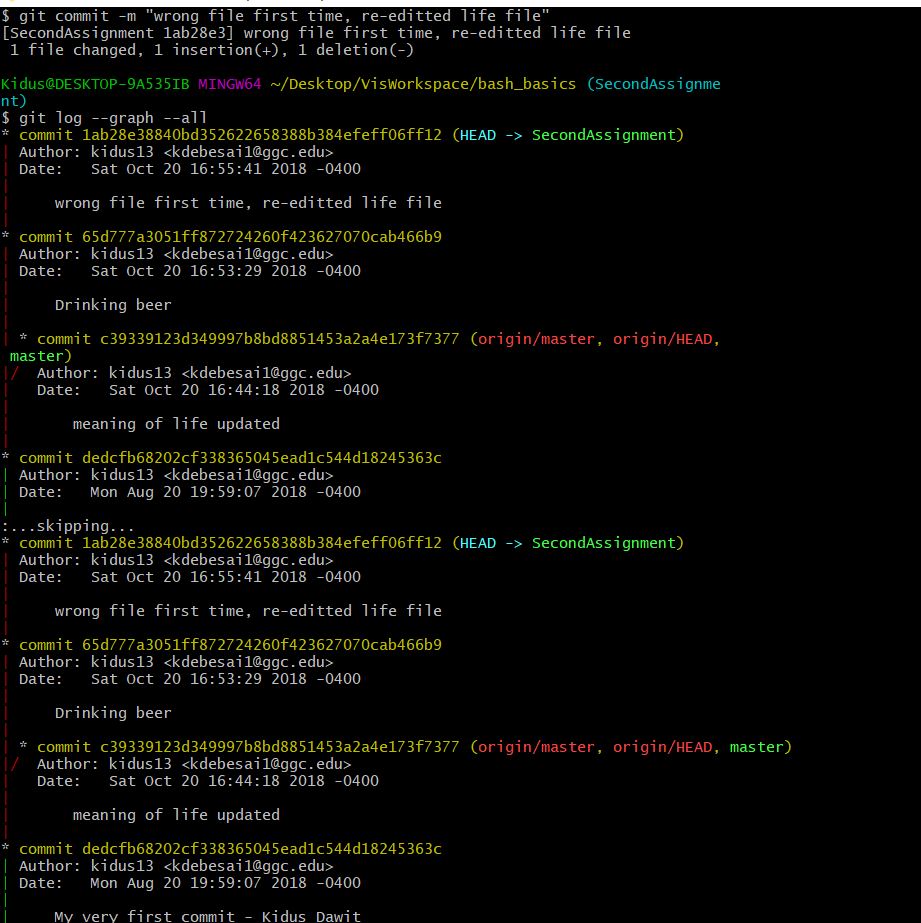 $ git commit -m "wrong file first time, re-editted life file"
[SecondAssignment 1ab28e3] wrong file first time, re-editted life file
 1 file changed, 1 insertion(+), 1 deletion(-)

Kidus@DESKTOP-9A535IB MINGW64 ~/Desktop/VisWorkspace/bash_basics (SecondAssignme
nt)
$ git log --graph --all
* commit 1ab28e38840bd352622658388b384efeff06ff12 (HEAD -> SecondAssignment)
| Author: kidus13 <kdebesai1@ggc.edu>
| Date:   Sat Oct 20 16:55:41 2018 -0400
|
|     wrong file first time, re-editted life file
|
* commit 65d777a3051ff872724260f423627070cab466b9
| Author: kidus13 <kdebesai1@ggc.edu>
| Date:   Sat Oct 20 16:53:29 2018 -0400
|
|     Drinking beer
|
| * commit c39339123d349997b8bd8851453a2a4e173f7377 (origin/master, origin/HEAD,
 master)
|/  Author: kidus13 <kdebesai1@ggc.edu>
|   Date:   Sat Oct 20 16:44:18 2018 -0400
|
|       meaning of life updated
|
* commit dedcfb68202cf338365045ead1c544d18245363c
| Author: kidus13 <kdebesai1@ggc.edu>
| Date:   Mon Aug 20 19:59:07 2018 -0400
|
:...skipping...
* commit 1ab28e38840bd352622658388b384efeff06ff12 (HEAD -> SecondAssignment)
| Author: kidus13 <kdebesai1@ggc.edu>
| Date:   Sat Oct 20 16:55:41 2018 -0400
|
|     wrong file first time, re-editted life file
|
* commit 65d777a3051ff872724260f423627070cab466b9
| Author: kidus13 <kdebesai1@ggc.edu>
| Date:   Sat Oct 20 16:53:29 2018 -0400
|
|     Drinking beer
|
| * commit c39339123d349997b8bd8851453a2a4e173f7377 (origin/master, origin/HEAD, master)
|/  Author: kidus13 <kdebesai1@ggc.edu>
|   Date:   Sat Oct 20 16:44:18 2018 -0400
|
|       meaning of life updated
|
* commit dedcfb68202cf338365045ead1c544d18245363c
| Author: kidus13 <kdebesai1@ggc.edu>
| Date:   Mon Aug 20 19:59:07 2018 -0400
|
|     My very first commit - Kidus Dawit